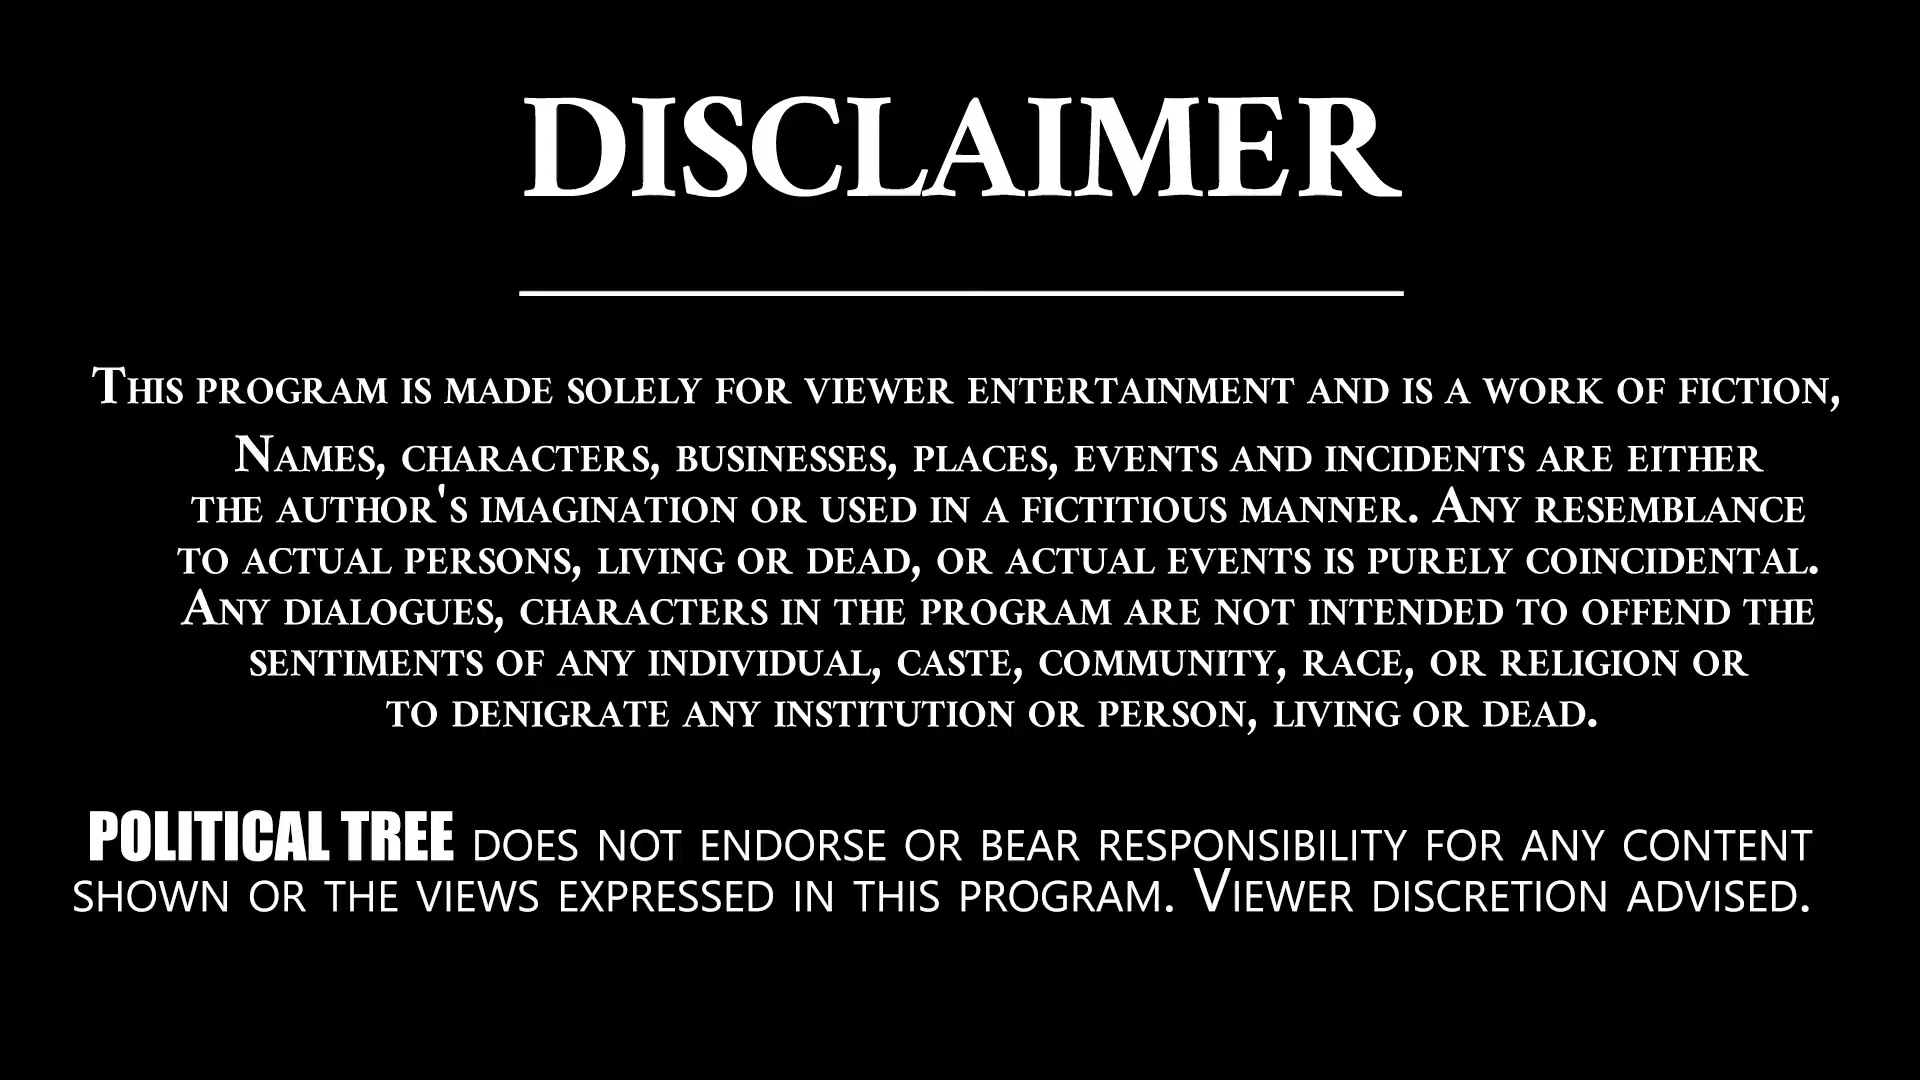 DISCLAIMER
This program is made solely for viewer entertainment and is a work of fiction,
Names, characters, businesses, places, events and incidents are either
the author's imagination or used in a fictitious manner. Any resemblance
to actual persons, living or dead, or actual events is purely coincidental.
Any dialogues, characters in the program are not intended to offend the
sentiments of any individual, caste, community, race, or religion or
to denigrate any institution or person, living or dead.
POLITICAL TREE does not endorse or bear responsibility for any content
shown or the views expressed in this program. Viewer discretion advised.